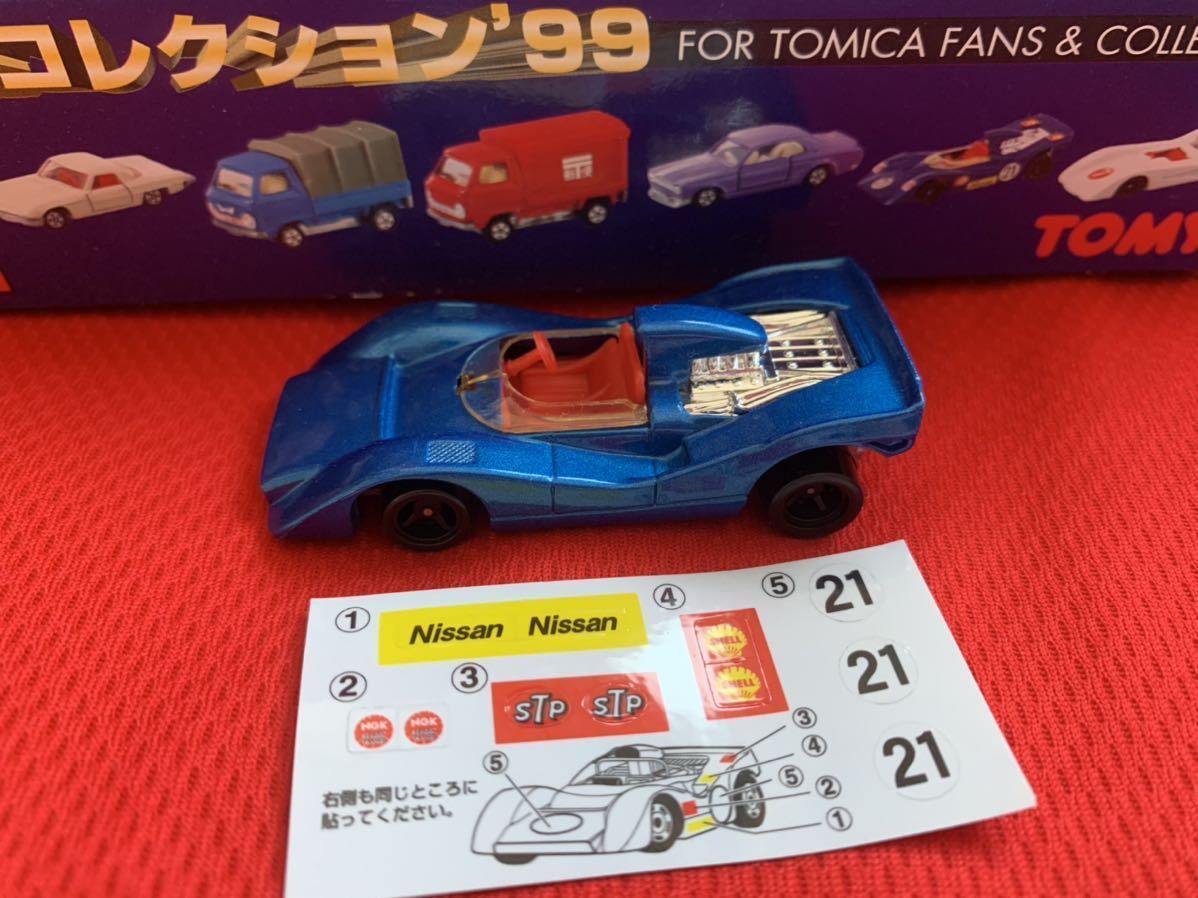 コレクション'99 FOR TOMICA FANS & COLLE
21
TOMY
① Nissan Nissan
② NGK NGK
③ STP STP
④ SHELL SHELL
⑤ 21
21
21
⑤
③
④
⑤
②
①
右側も同じところに
貼ってください。